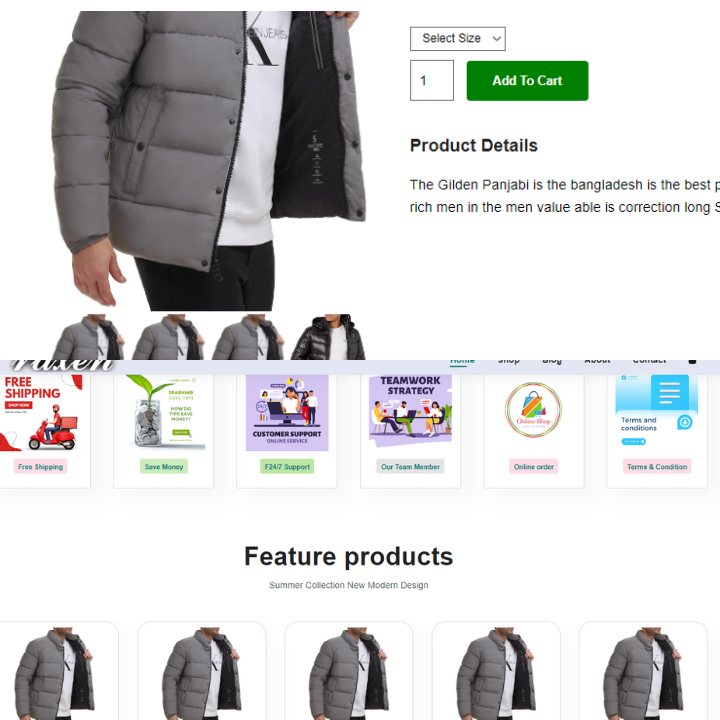 Select Size
1
Add To Cart
Product Details
The Gilden Panjabi is the bangladesh is the best
rich men in the men value able is correction long S
Home Shop Blog About Contact
FREE
SHIPPING
SHOP NOW
SPARKING
SAVE TIPS
HOW DO
TIPS SAVE
MONEY
24/7
CUSTOMER SUPPORT
ONLINE SERVICE
TEAMWORK
STRATEGY
Online Shop
Terms and
conditions
Free Shipping
Save Money
F24/7 Support
Our Team Member
Online order
Terms & Condition
Feature products
Summer Collection New Modern Design